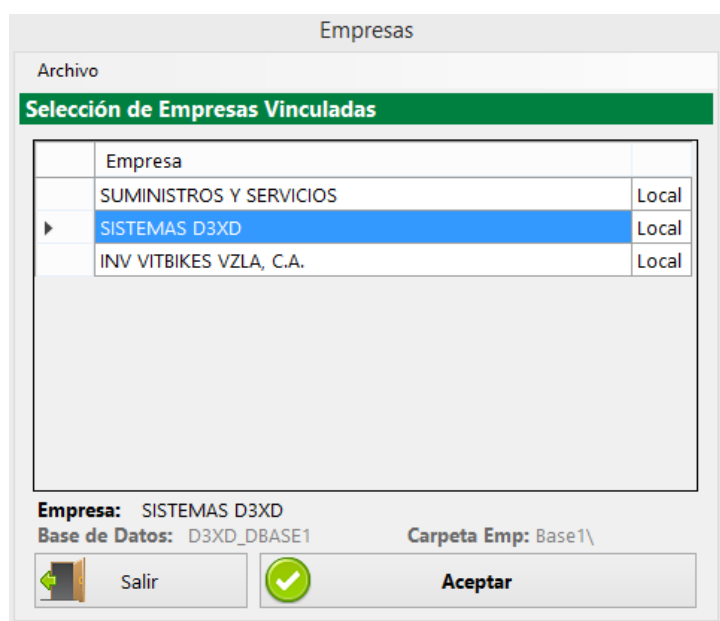 Empresas
Archivo
Selección de Empresas Vinculadas
Empresa
SUMINISTROS Y SERVICIOS Local
SISTEMAS D3XD Local
INV VITBIKES VZLA, C.A. Local
Empresa: SISTEMAS D3XD
Base de Datos: D3XD_DBASE1 Carpeta Emp: Base1\
Salir Aceptar